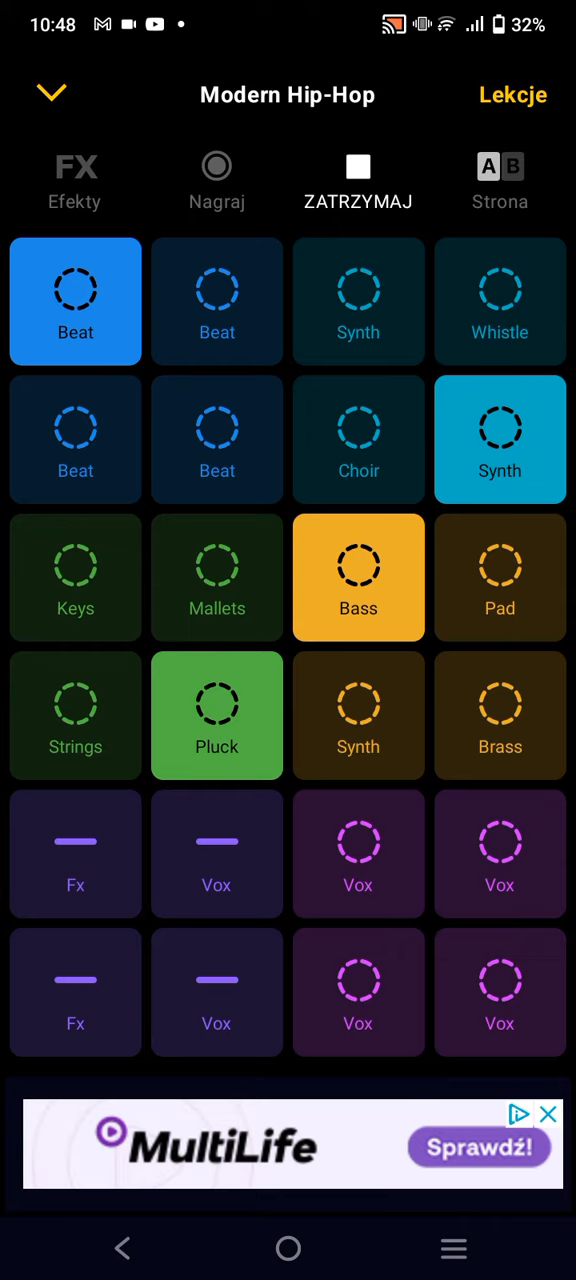 10:48 32%
Modern Hip-Hop Lekcje
FX A B
Efekty Nagraj ZATRZYMAJ Strona
Beat Beat Synth Whistle
Beat Beat Choir Synth
Keys Mallets Bass Pad
Strings Pluck Synth Brass
Fx Vox Vox Vox
Fx Vox Vox Vox
MultiLife Sprawdź!